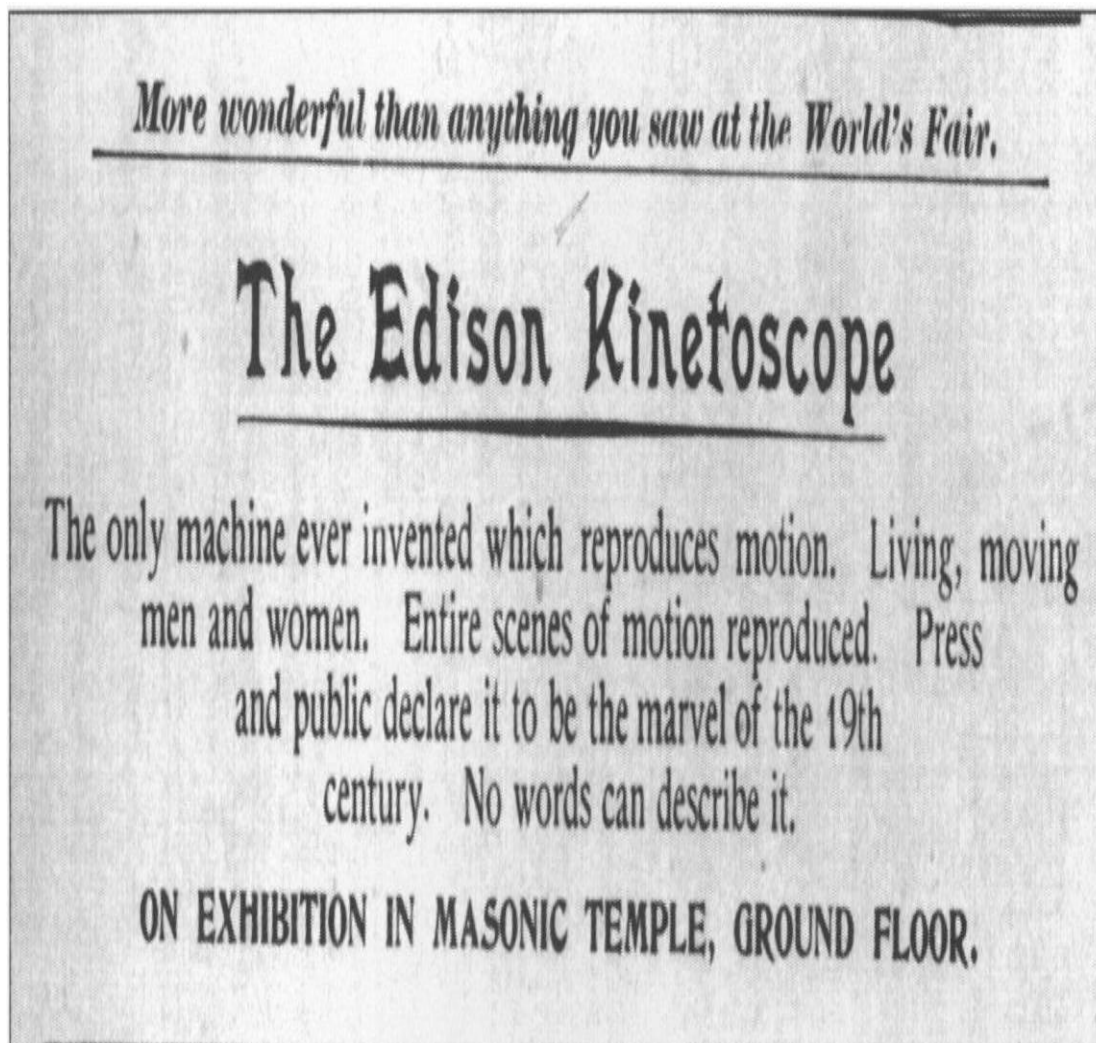 More wonderful than anything you saw at the World's Fair.
The Edison Kinetoscope
The only machine ever invented which reproduces motion. Living, moving
men and women. Entire scenes of motion reproduced. Press
and public declare it to be the marvel of the 19th
century. No words can describe it.
ON EXHIBITION IN MASONIC TEMPLE, GROUND FLOOR.